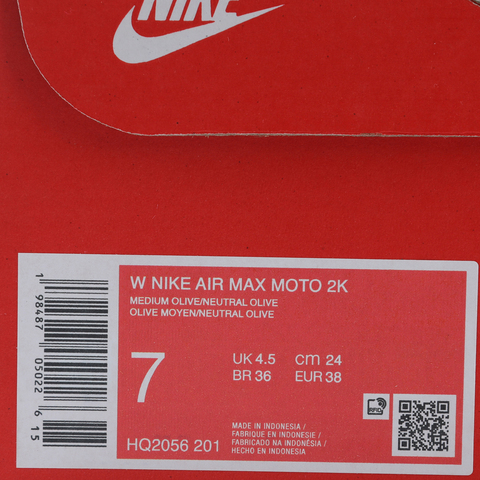 NIKE
W NIKE AIR MAX MOTO 2K
MEDIUM OLIVE/NEUTRAL OLIVE
OLIVE MOYEN/NEUTRAL OLIVE
7
UK 4.5 cm 24
BR 36 EUR 38
RFID
HQ2056 201
MADE IN INDONESIA /
FABRIQUE EN INDONESIE /
FABRICADO NA INDONÉSIA /
HECHO EN INDONESIA
1 98487 05022 6 15